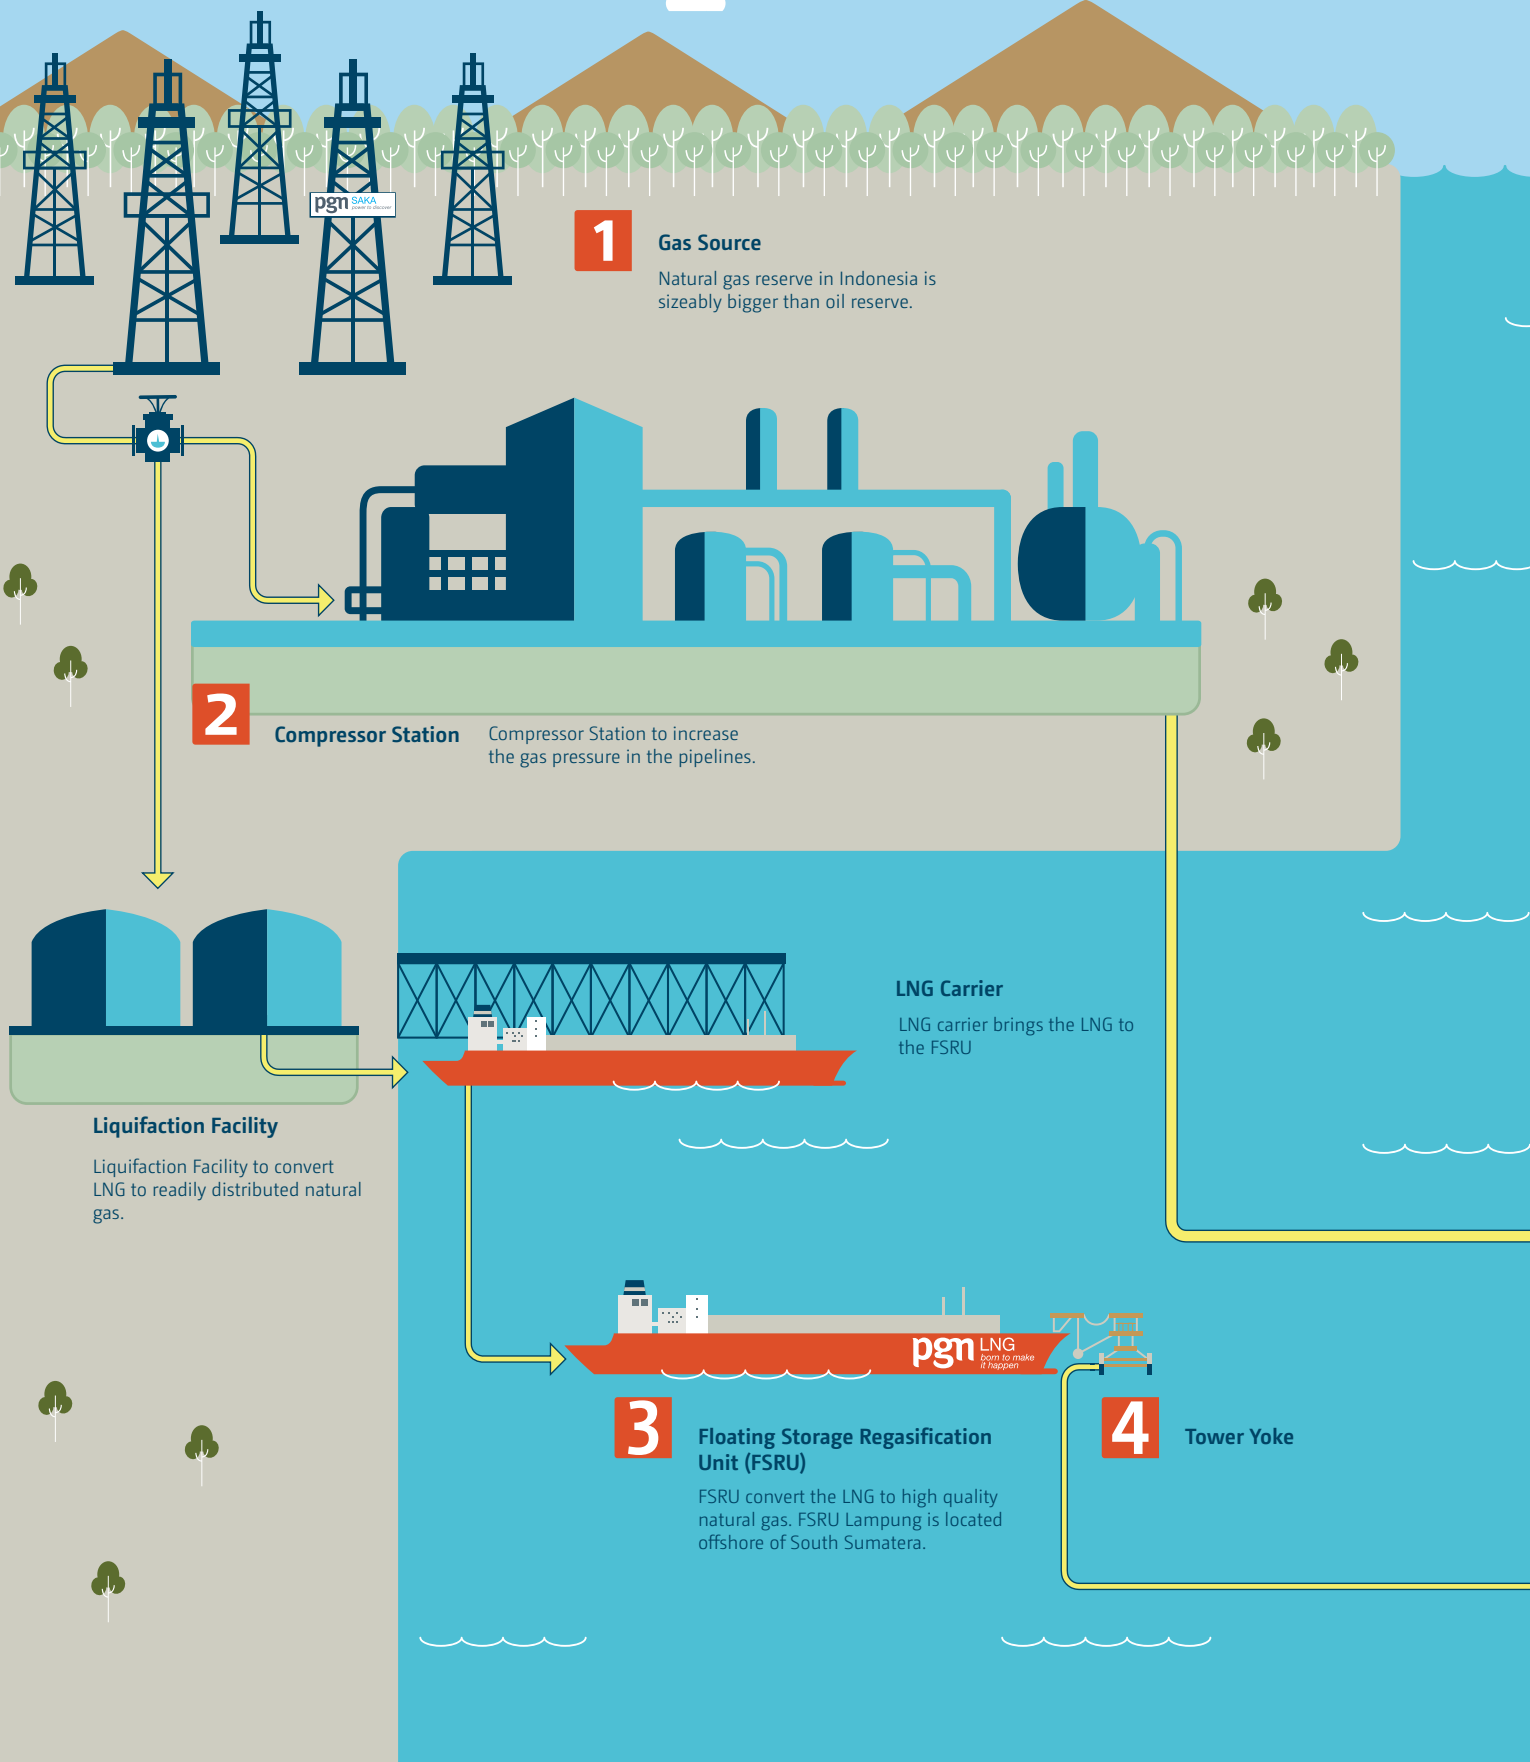 pgn SAKA
power to discover
1
Gas Source
Natural gas reserve in Indonesia is
sizeably bigger than oil reserve.
2
Compressor Station
Compressor Station to increase
the gas pressure in the pipelines.
LNG Carrier
LNG carrier brings the LNG to
the FSRU
Liquifaction Facility
Liquifaction Facility to convert
LNG to readily distributed natural
gas.
pgn LNG
born to make
it happen
3
Floating Storage Regasification
Unit (FSRU)
FSRU convert the LNG to high quality
natural gas. FSRU Lampung is located
offshore of South Sumatera.
4
Tower Yoke